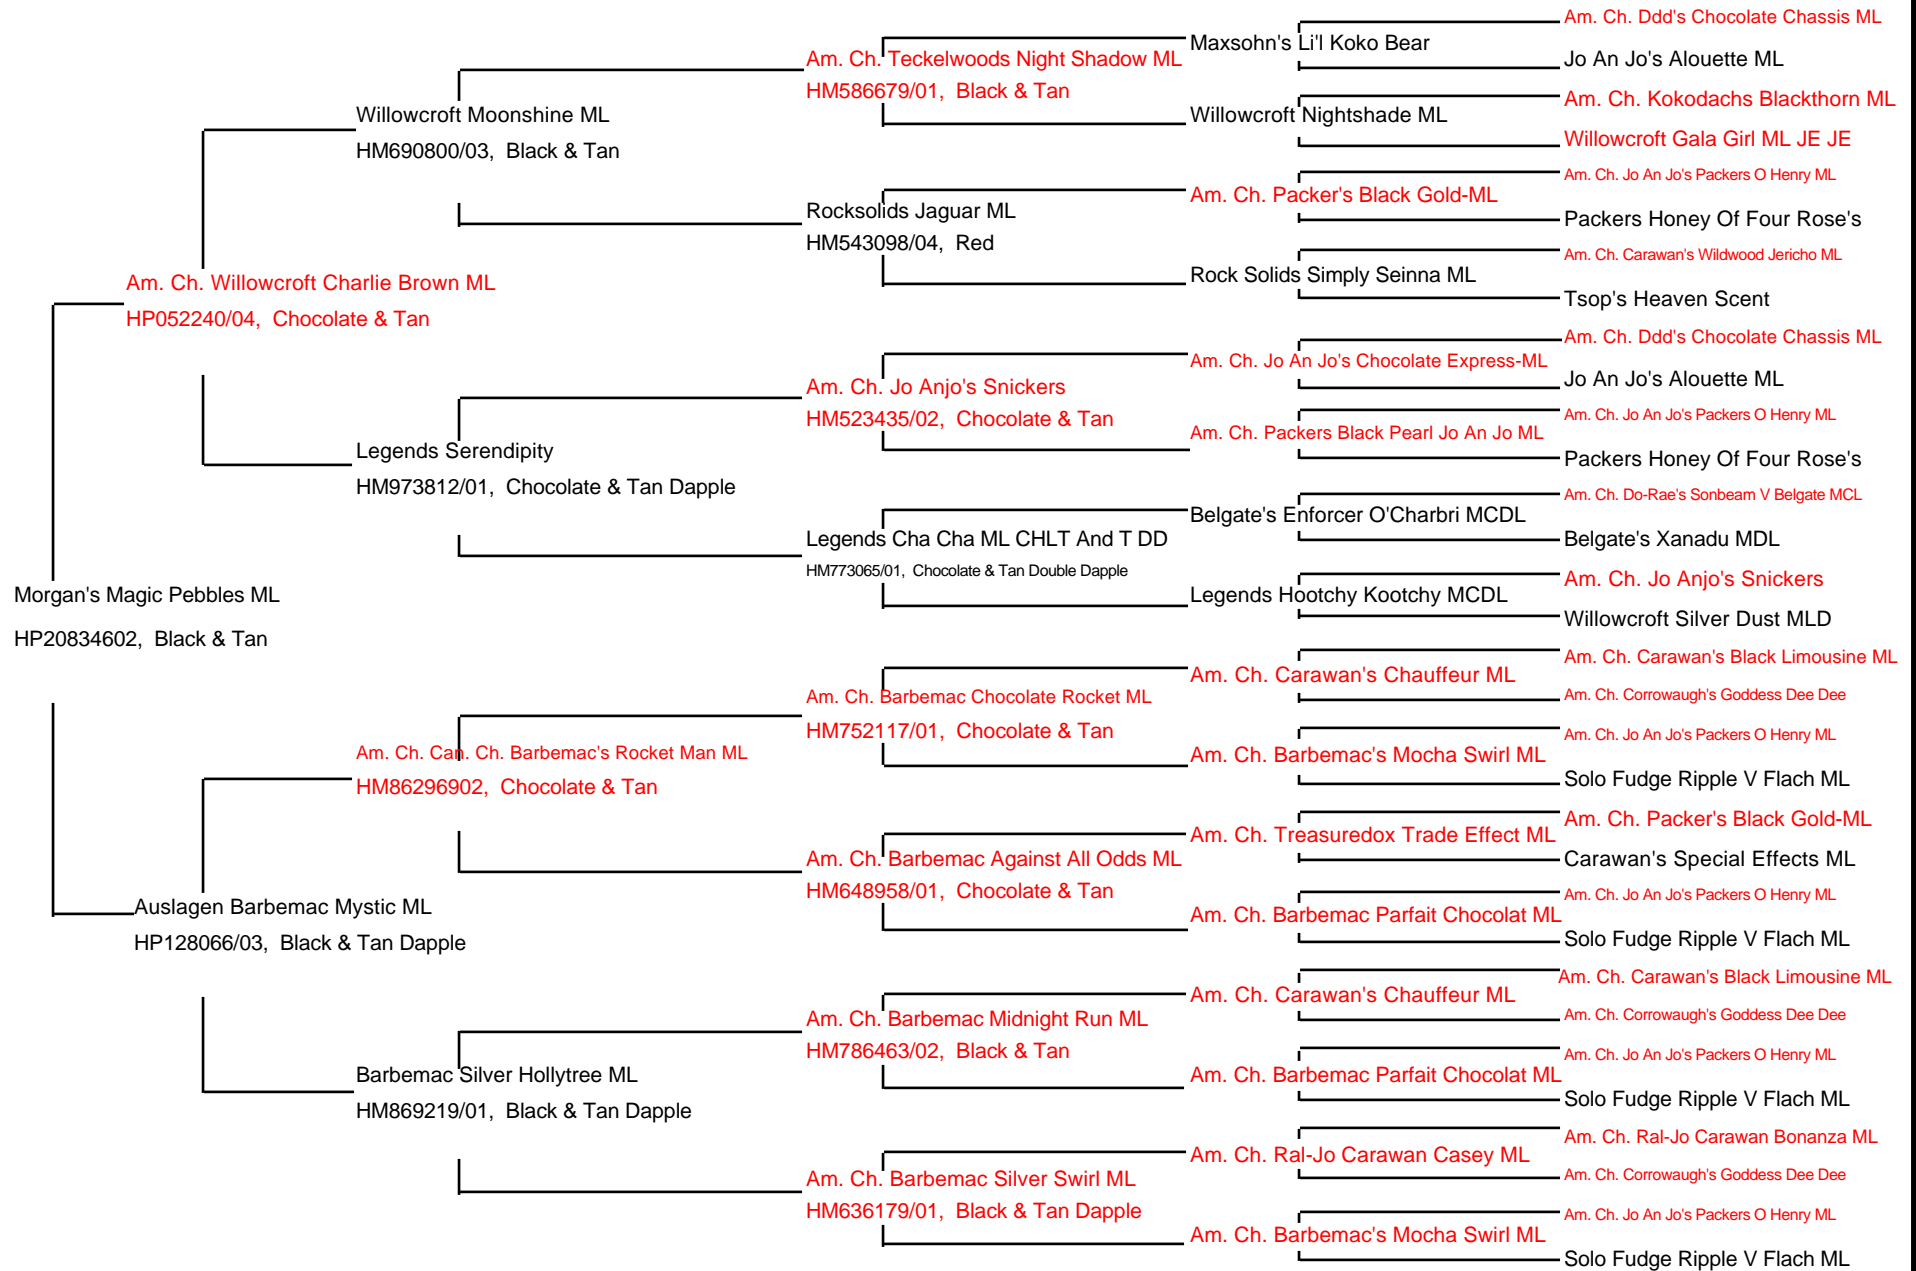 Morgan's Magic Pebbles ML
HP20834602, Black & Tan
Am. Ch. Willowcroft Charlie Brown ML
HP052240/04, Chocolate & Tan
Auslagen Barbemac Mystic ML
HP128066/03, Black & Tan Dapple
Willowcroft Moonshine ML
HM690800/03, Black & Tan
Legends Serendipity
HM973812/01, Chocolate & Tan Dapple
Am. Ch. Can. Ch. Barbemac's Rocket Man ML
HM86296902, Chocolate & Tan
Barbemac Silver Hollytree ML
HM869219/01, Black & Tan Dapple
Am. Ch. Teckelwoods Night Shadow ML
HM586679/01, Black & Tan
Rocksolids Jaguar ML
HM543098/04, Red
Am. Ch. Jo Anjo's Snickers
HM523435/02, Chocolate & Tan
Legends Cha Cha ML CHLT And T DD
HM773065/01, Chocolate & Tan Double Dapple
Am. Ch. Barbemac Chocolate Rocket ML
HM752117/01, Chocolate & Tan
Am. Ch. Barbemac Against All Odds ML
HM648958/01, Chocolate & Tan
Am. Ch. Barbemac Midnight Run ML
HM786463/02, Black & Tan
Am. Ch. Barbemac Silver Swirl ML
HM636179/01, Black & Tan Dapple
Maxsohn's Li'l Koko Bear
Willowcroft Nightshade ML
Am. Ch. Packer's Black Gold-ML
Rock Solids Simply Seinna ML
Am. Ch. Jo An Jo's Chocolate Express-ML
Am. Ch. Packers Black Pearl Jo An Jo ML
Belgate's Enforcer O'Charbri MCDL
Legends Hootchy Kootchy MCDL
Am. Ch. Carawan's Chauffeur ML
Am. Ch. Barbemac's Mocha Swirl ML
Am. Ch. Treasuredox Trade Effect ML
Am. Ch. Barbemac Parfait Chocolat ML
Am. Ch. Carawan's Chauffeur ML
Am. Ch. Barbemac Parfait Chocolat ML
Am. Ch. Ral-Jo Carawan Casey ML
Am. Ch. Barbemac's Mocha Swirl ML
Am. Ch. Ddd's Chocolate Chassis ML
Jo An Jo's Alouette ML
Am. Ch. Kokodachs Blackthorn ML
Willowcroft Gala Girl ML JE JE
Am. Ch. Jo An Jo's Packers O Henry ML
Packers Honey Of Four Rose's
Am. Ch. Carawan's Wildwood Jericho ML
Tsop's Heaven Scent
Am. Ch. Ddd's Chocolate Chassis ML
Jo An Jo's Alouette ML
Am. Ch. Jo An Jo's Packers O Henry ML
Packers Honey Of Four Rose's
Am. Ch. Do-Rae's Sonbeam V Belgate MCL
Belgate's Xanadu MDL
Am. Ch. Jo Anjo's Snickers
Willowcroft Silver Dust MLD
Am. Ch. Carawan's Black Limousine ML
Am. Ch. Corrowaugh's Goddess Dee Dee
Am. Ch. Jo An Jo's Packers O Henry ML
Solo Fudge Ripple V Flach ML
Am. Ch. Packer's Black Gold-ML
Carawan's Special Effects ML
Am. Ch. Jo An Jo's Packers O Henry ML
Solo Fudge Ripple V Flach ML
Am. Ch. Carawan's Black Limousine ML
Am. Ch. Corrowaugh's Goddess Dee Dee
Am. Ch. Jo An Jo's Packers O Henry ML
Solo Fudge Ripple V Flach ML
Am. Ch. Ral-Jo Carawan Bonanza ML
Am. Ch. Corrowaugh's Goddess Dee Dee
Am. Ch. Jo An Jo's Packers O Henry ML
Solo Fudge Ripple V Flach ML